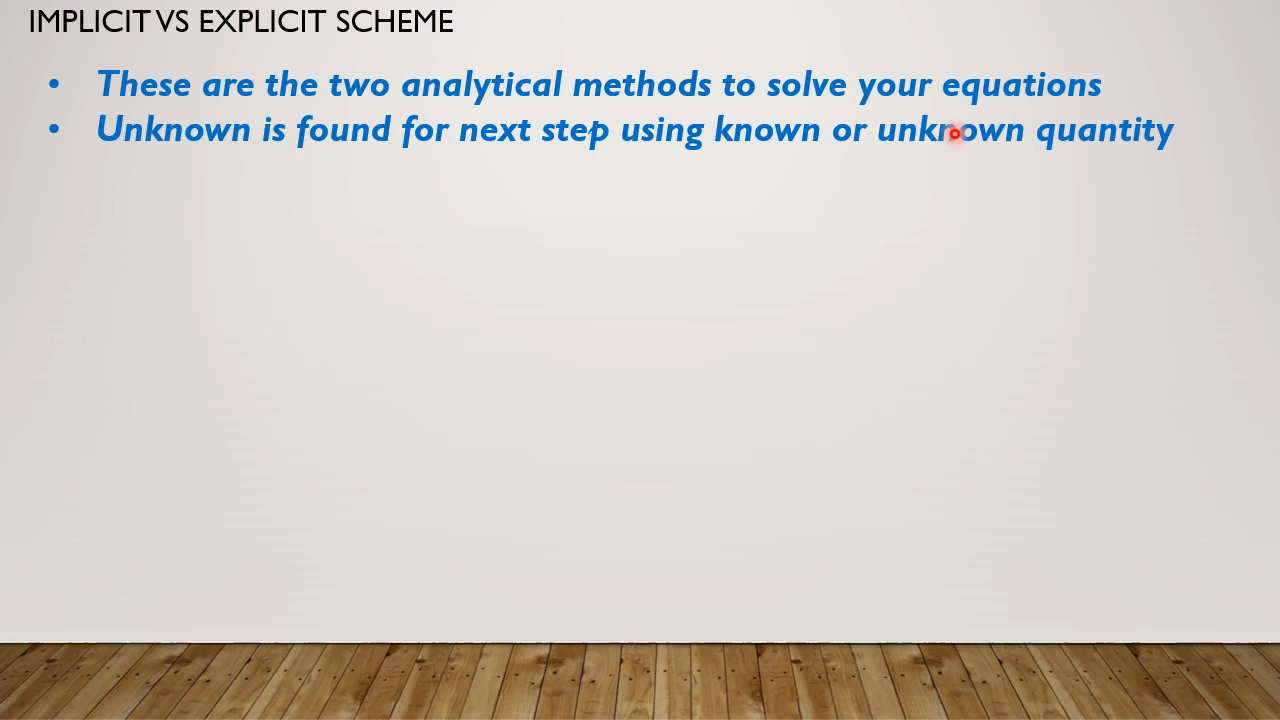 IMPLICIT VS EXPLICIT SCHEME
• These are the two analytical methods to solve your equations
• Unknown is found for next step using known or unknown quantity